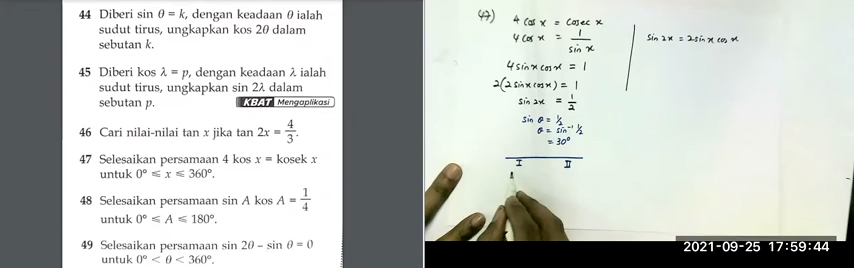 44 Diberi sin θ = k, dengan keadaan θ ialah
sudut tirus, ungkapkan kos 2θ dalam
sebutan k.
45 Diberi kos λ = p, dengan keadaan λ ialah
sudut tirus, ungkapkan sin 2λ dalam
sebutan p.
KBAT Mengaplikasi
46 Cari nilai-nilai tan x jika tan 2x = 4/3.
47 Selesaikan persamaan 4 kos x = kosek x
untuk 0° ⩽ x ⩽ 360°.
48 Selesaikan persamaan sin A kos A = 1/4
untuk 0° ⩽ A ⩽ 180°.
49 Selesaikan persamaan sin 2θ – sin θ = 0
untuk 0° < θ < 360°.
47) 4 cos x = cosec x
4 cos x = 1/sin x
4 sin x cos x = 1
2(2 sin x cos x) = 1
sin 2x = 1/2
sin θ = 1/2
θ = sin⁻¹ 1/2
= 30°
I II
sin 2x = 2 sin x cos x
2021-09-25 17:59:44